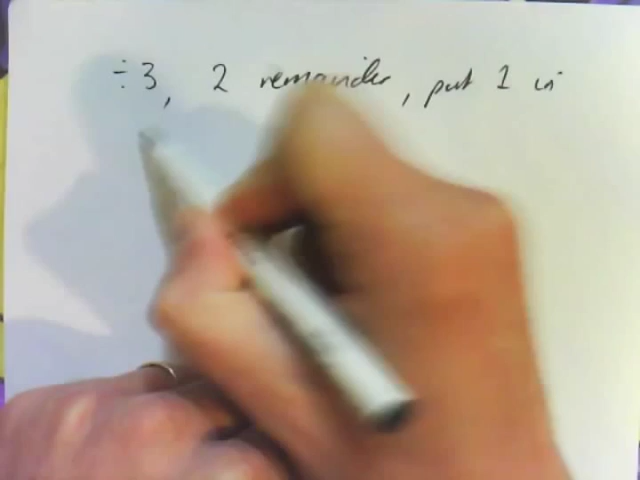 ÷3, 2 remainder, put 1 in